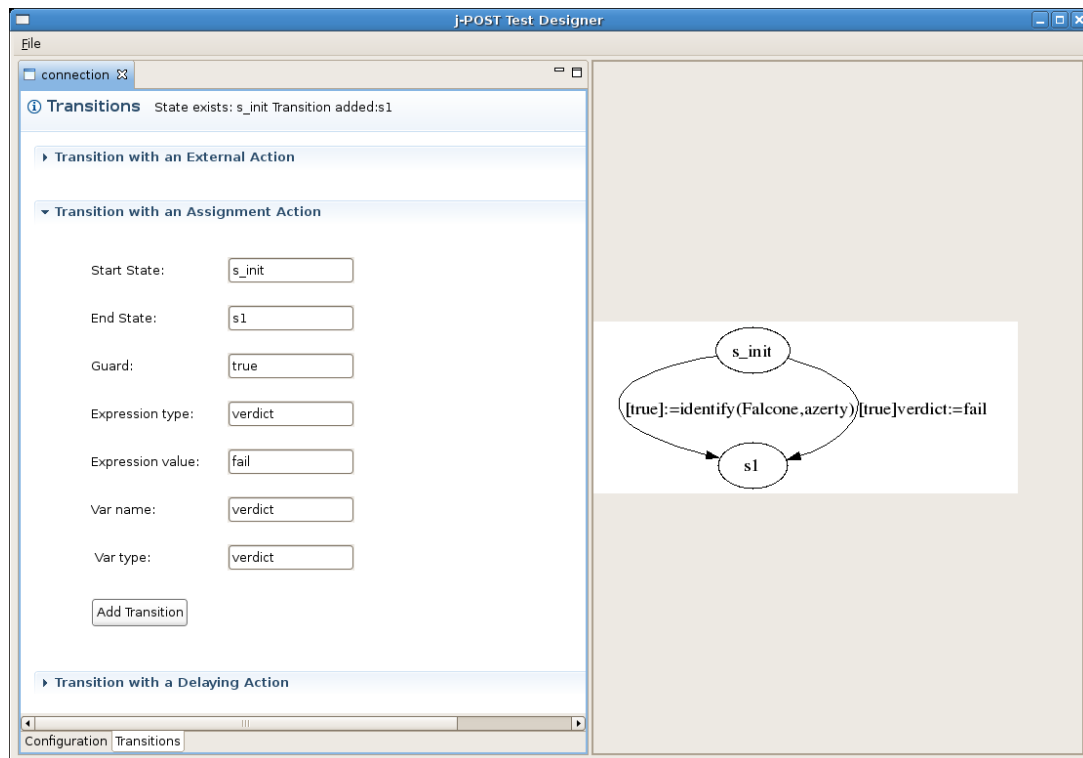 j-POST Test Designer
File
connection
Transitions State exists: s_init Transition added:s1
Transition with an External Action
Transition with an Assignment Action
Start State: s_init
End State: s1
Guard: true
Expression type: verdict
Expression value: fail
Var name: verdict
Var type: verdict
Add Transition
Transition with a Delaying Action
Configuration Transitions
s_init
[true]:=identify(Falcone,azerty) [true]verdict:=fail
s1